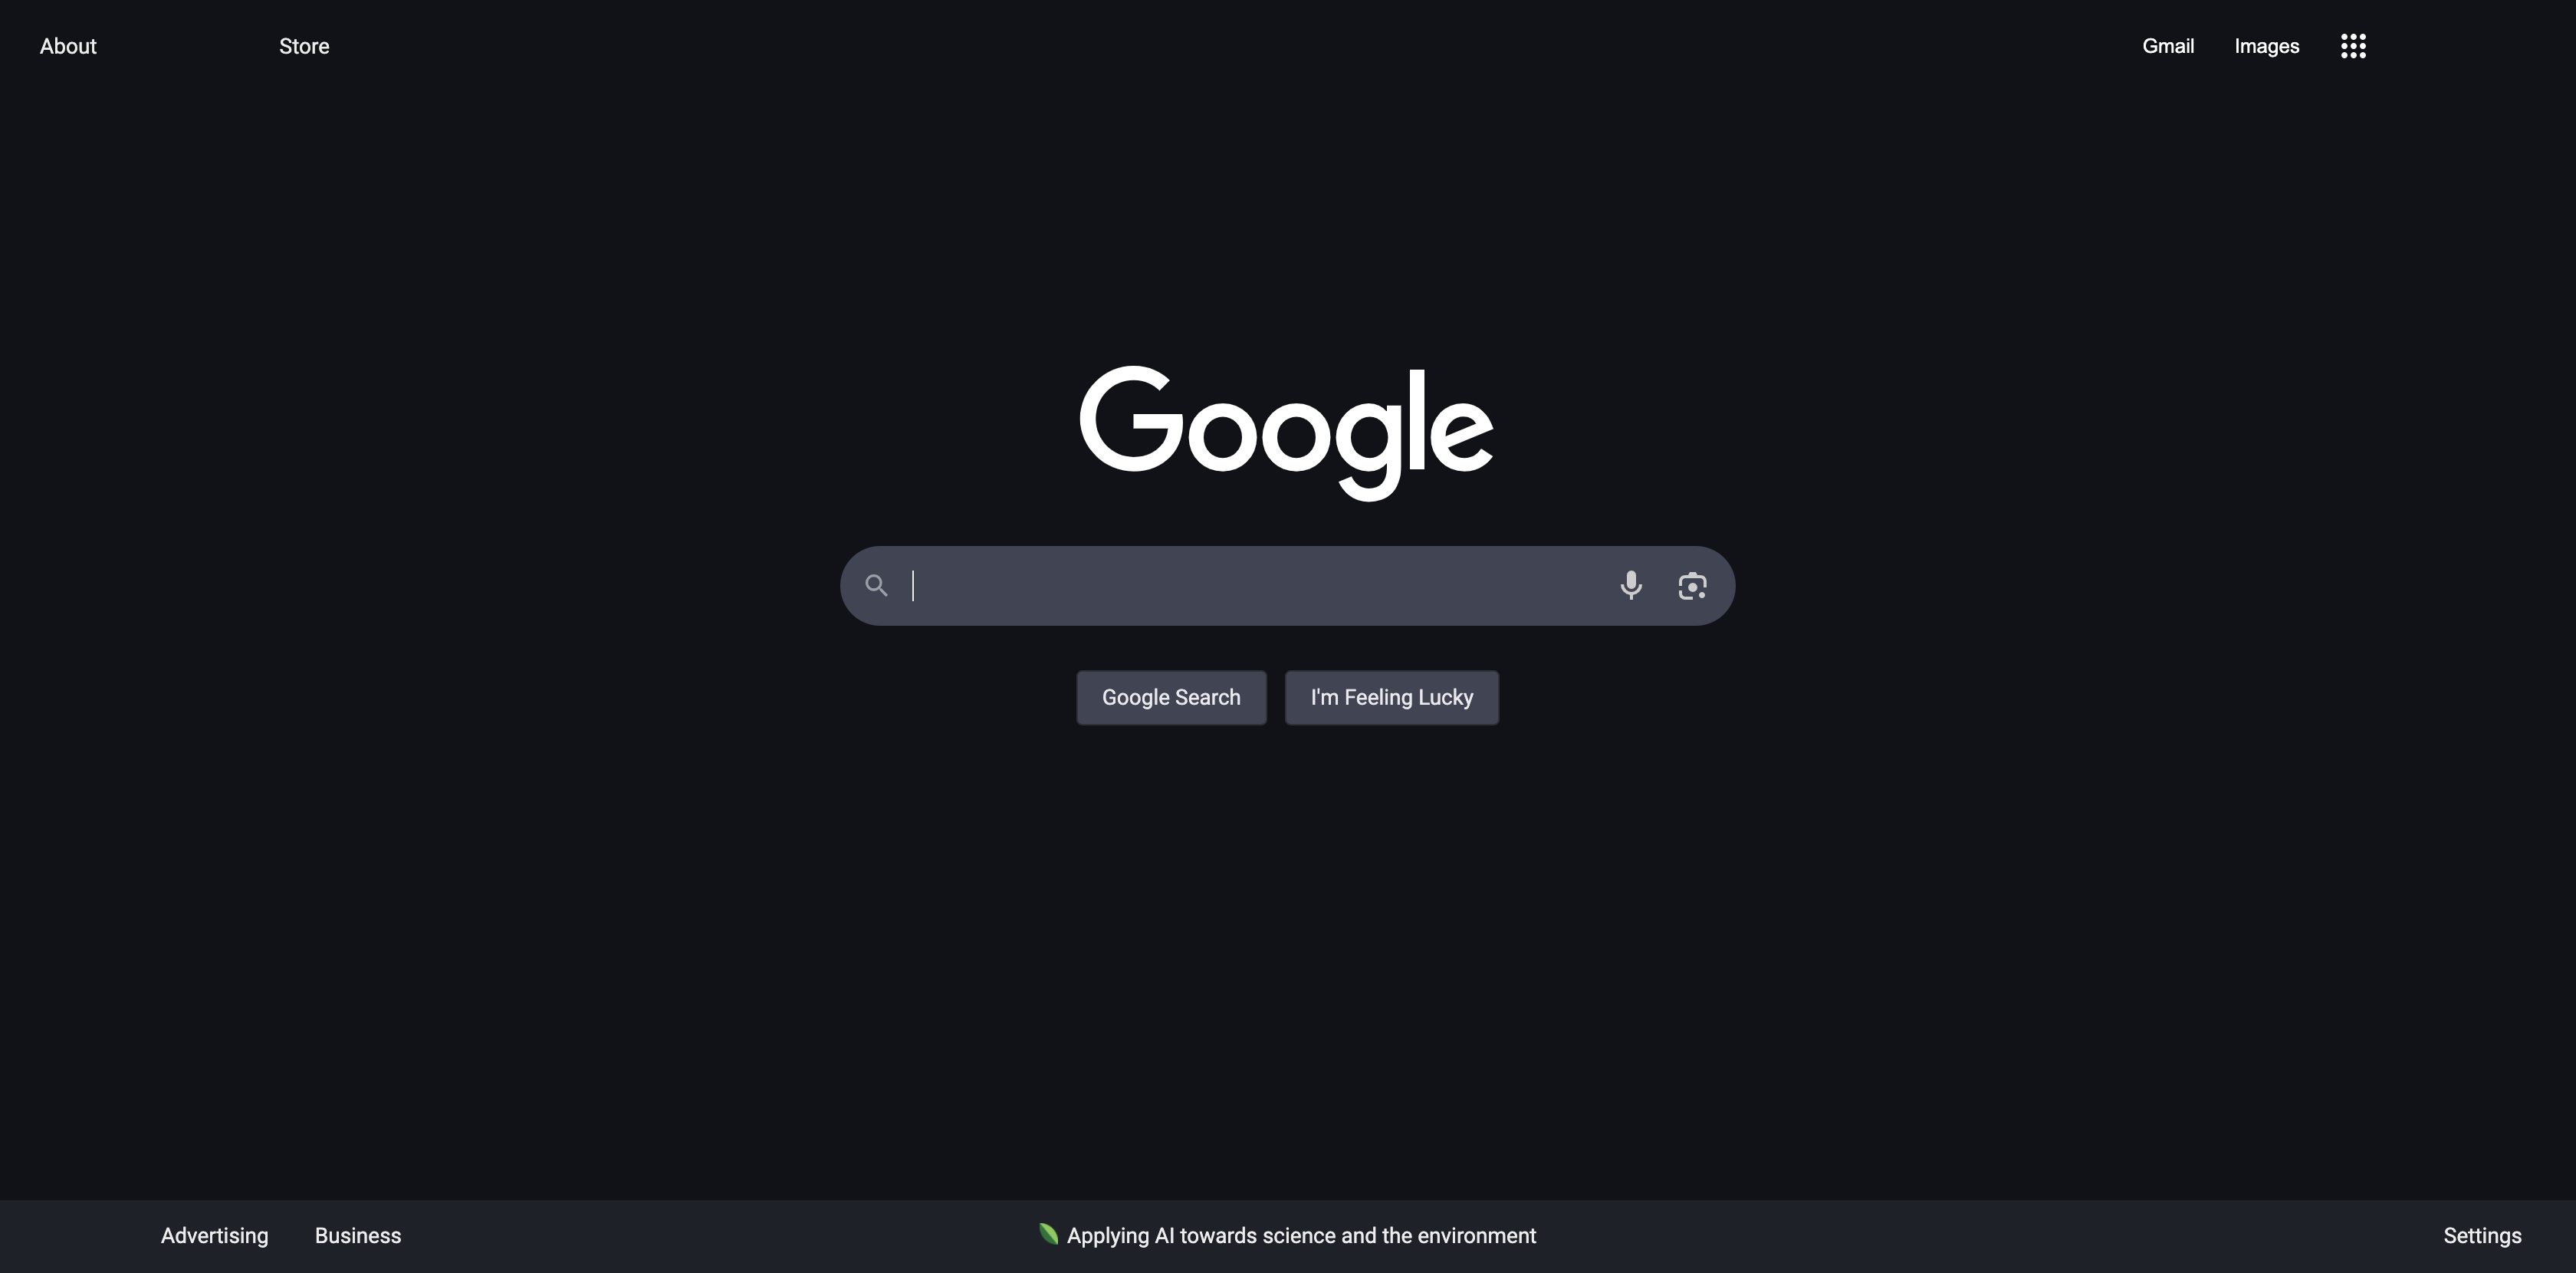 About Store Gmail Images
Google
Google Search I'm Feeling Lucky
Advertising Business Applying AI towards science and the environment Settings